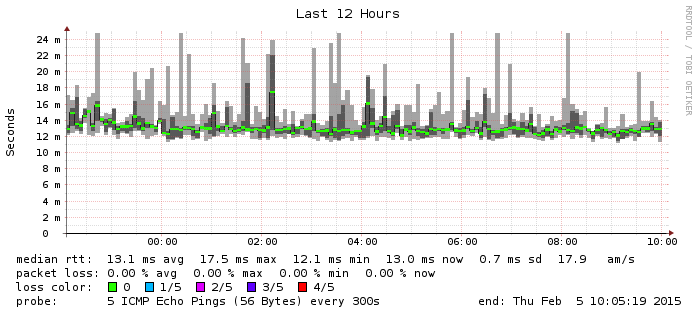 Last 12 Hours
RRDTOOL / TOBI OETIKER
Seconds
24 m
22 m
20 m
18 m
16 m
14 m
12 m
10 m
8 m
6 m
4 m
2 m
0
00:00 02:00 04:00 06:00 08:00 10:00
median rtt: 13.1 ms avg 17.5 ms max 12.1 ms min 13.0 ms now 0.7 ms sd 17.9 am/s
packet loss: 0.00 % avg 0.00 % max 0.00 % min 0.00 % now
loss color: 0 1/5 2/5 3/5 4/5
probe: 5 ICMP Echo Pings (56 Bytes) every 300s end: Thu Feb 5 10:05:19 2015